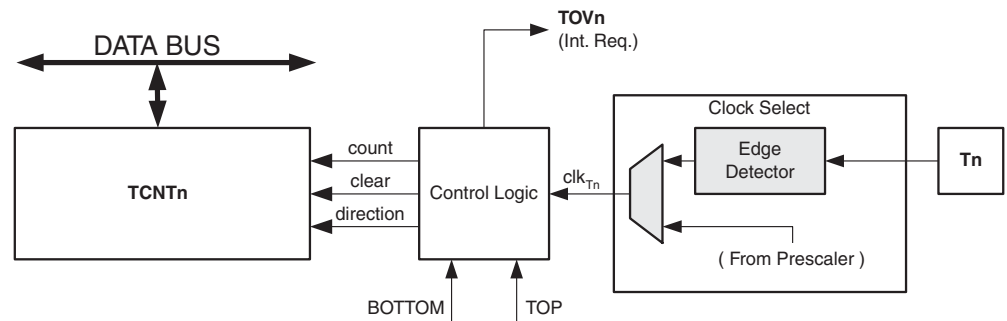 TOVn
(Int. Req.)
DATA BUS
Clock Select
count
Edge
Detector
Tn
TCNTn
clear
Control Logic
clkTn
direction
( From Prescaler )
BOTTOM
TOP